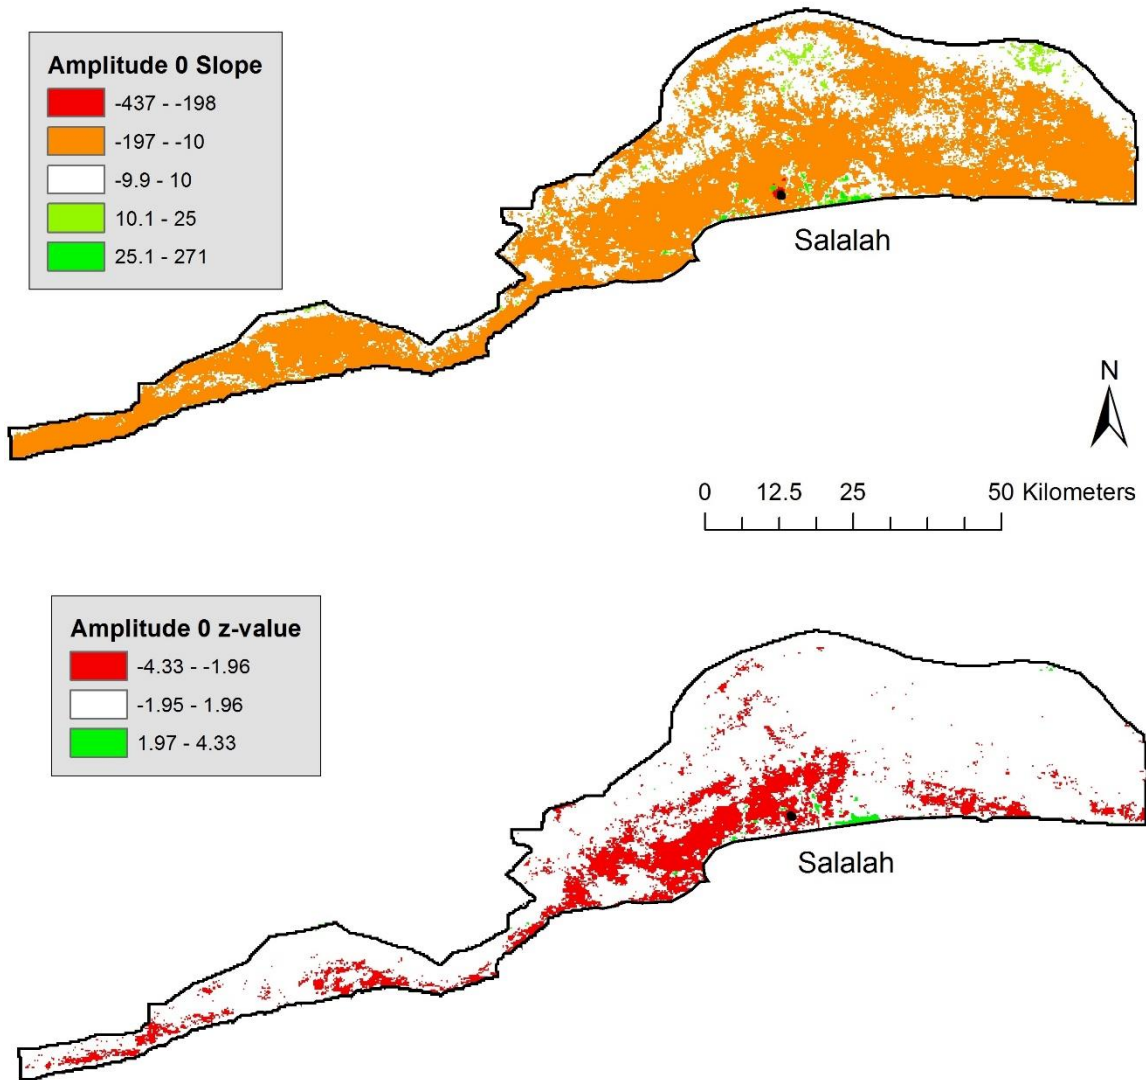 Amplitude 0 Slope
-437 - -198
-197 - -10
-9.9 - 10
10.1 - 25
25.1 - 271
Salalah
N
0 12.5 25 50 Kilometers
Amplitude 0 z-value
-4.33 - -1.96
-1.95 - 1.96
1.97 - 4.33
Salalah